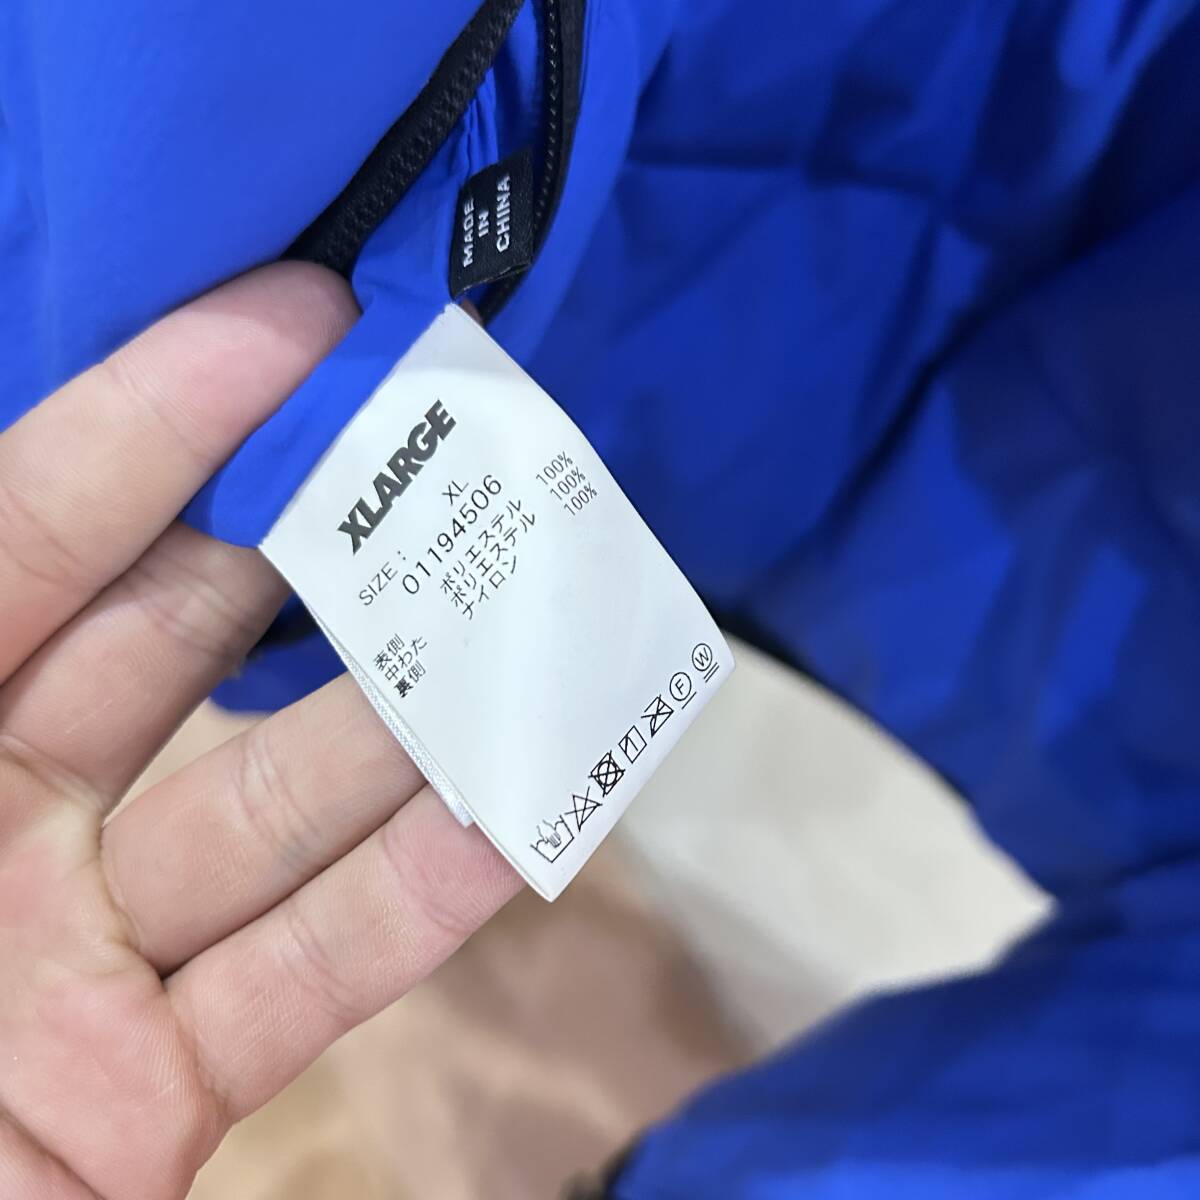 MADE
IN
CHINA
XLARGE
SIZE : XL
01194506
表側 ポリエステル 100%
中わた ポリエステル 100%
裏側 ナイロン 100%
F W